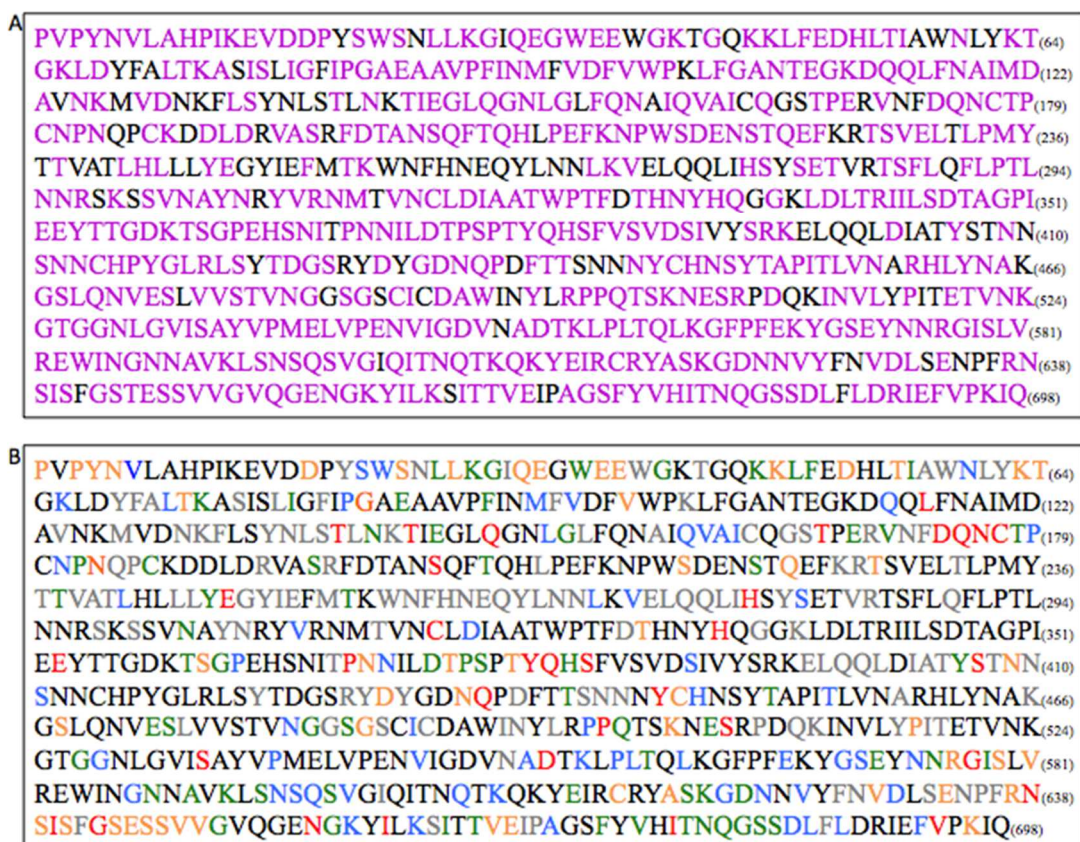 A
PVPYNVLAHPIKEVDDPYSWSNLLKGIQEGWEEWGKTGQKKLFEDHLTIAWNLYKT(64)
GKLDYFALTKASISLIGFIPGAEAAVPFINMFVDFVWPKLFGANTEGKDQQLFNAIMD(122)
AVNKMVDNKFLSYNLSTLNKTIEGLQGNLGLFQNAIQVAICQGSTPERVNFDQNCTP(179)
CNPNQPCKDDLDRVASRFDTANSQFTQHLPEFKNPWSDENSTQEFKRTSVELTLPMY(236)
TTVATLHLLLYEGYIEFMTKWNFHNEQYLNNLKVELQQLIHSYSETVRTSFLQFLPTL(294)
NNRSKSSVNAYNRYVRNMTVNCLDIAATWPTFDTHNYHQGGKLDLTRIILSDTAGPI(351)
EEYTTGDKTSGPEHSNITPNNILDTPSPTYQHSFVSVDSIVYSRKELQQLDIATYSTNN(410)
SNNCHPYGLRLSYTDGSRYDYGDNQPDFTTSNNNYCHNSYTAPITLVNARHLYNAK(466)
GSLQNVESLVVSTVNGGSGSCICDAWINYLRPPQTSKNESRPDQKINVLYPITETVNK(524)
GTGGNLGVISAYVPMELVPENVIGDVNADTKLPLTQLKGFPFEKYGSEYNNRGISLV(581)
REWINGNNAVKLSNSQSVGIQITNQTKQKYEIRCRYASKGDNNVYFNVDLSENPFRN(638)
SISFGSTESSVVGVQGENGKYILKSITTVEIPAGSFYVHITNQGSSDLFLDRIEFVPKIQ(698)
B
PVPYNVLAHPIKEVDDPYSWSNLLKGIQEGWEEWGKTGQKKLFEDHLTIAWNLYKT(64)
GKLDYFALTKASISLIGFIPGAEAAVPFINMFVDFVWPKLFGANTEGKDQQLFNAIMD(122)
AVNKMVDNKFLSYNLSTLNKTIEGLQGNLGLFQNAIQVAICQGSTPERVNFDQNCTP(179)
CNPNQPCKDDLDRVASRFDTANSQFTQHLPEFKNPWSDENSTQEFKRTSVELTLPMY(236)
TTVATLHLLLYEGYIEFMTKWNFHNEQYLNNLKVELQQLIHSYSETVRTSFLQFLPTL(294)
NNRSKSSVNAYNRYVRNMTVNCLDIAATWPTFDTHNYHQGGKLDLTRIILSDTAGPI(351)
EEYTTGDKTSGPEHSNITPNNILDTPSPTYQHSFVSVDSIVYSRKELQQLDIATYSTNN(410)
SNNCHPYGLRLSYTDGSRYDYGDNQPDFTTSNNNYCHNSYTAPITLVNARHLYNAK(466)
GSLQNVESLVVSTVNGGSGSCICDAWINYLRPPQTSKNESRPDQKINVLYPITETVNK(524)
GTGGNLGVISAYVPMELVPENVIGDVNADTKLPLTQLKGFPFEKYGSEYNNRGISLV(581)
REWINGNNAVKLSNSQSVGIQITNQTKQKYEIRCRYASKGDNNVYFNVDLSENPFRN(638)
SISFGSESSVVGVQGENGKYILKSITTVEIPAGSFYVHITNQGSSDLFLDRIEFVPKIQ(698)